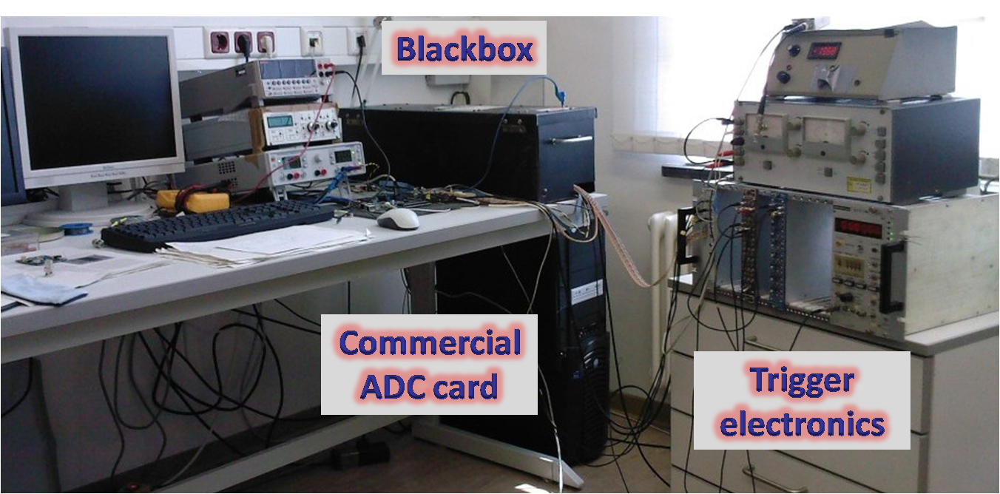 Blackbox
Commercial
ADC card
Trigger
electronics